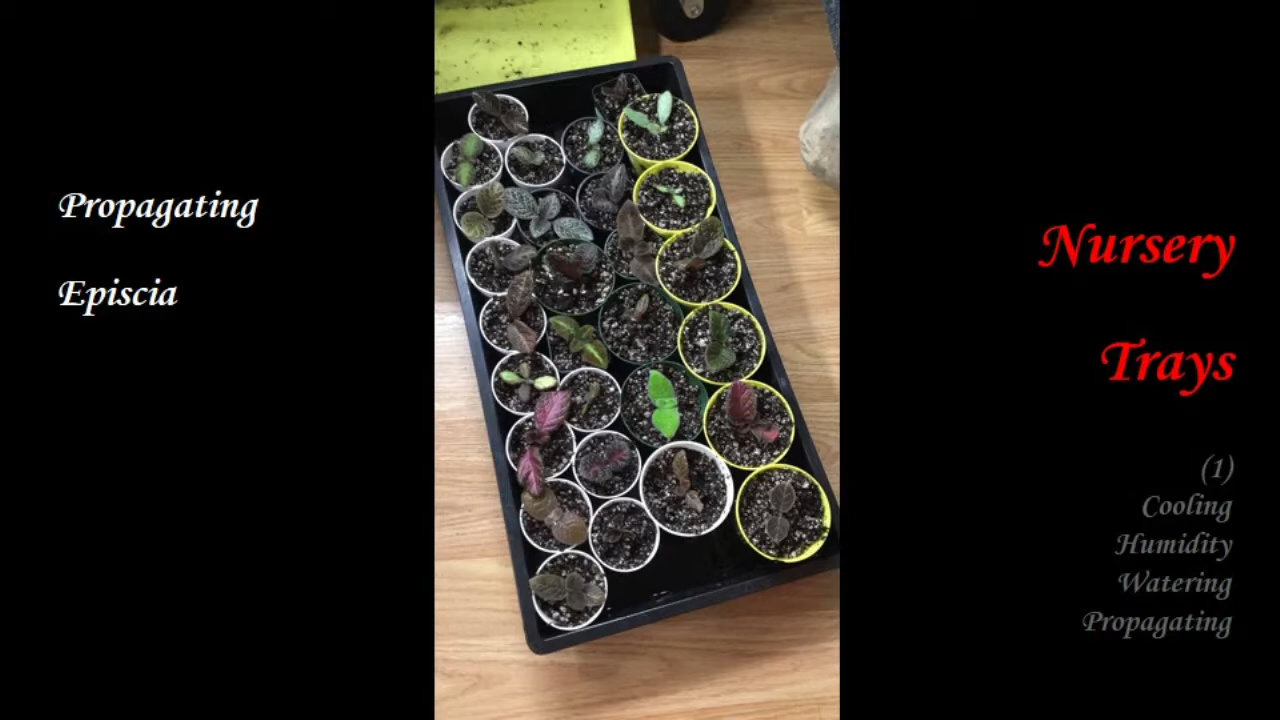 Propagating
Episcia
Nursery
Trays
(1)
Cooling
Humidity
Watering
Propagating